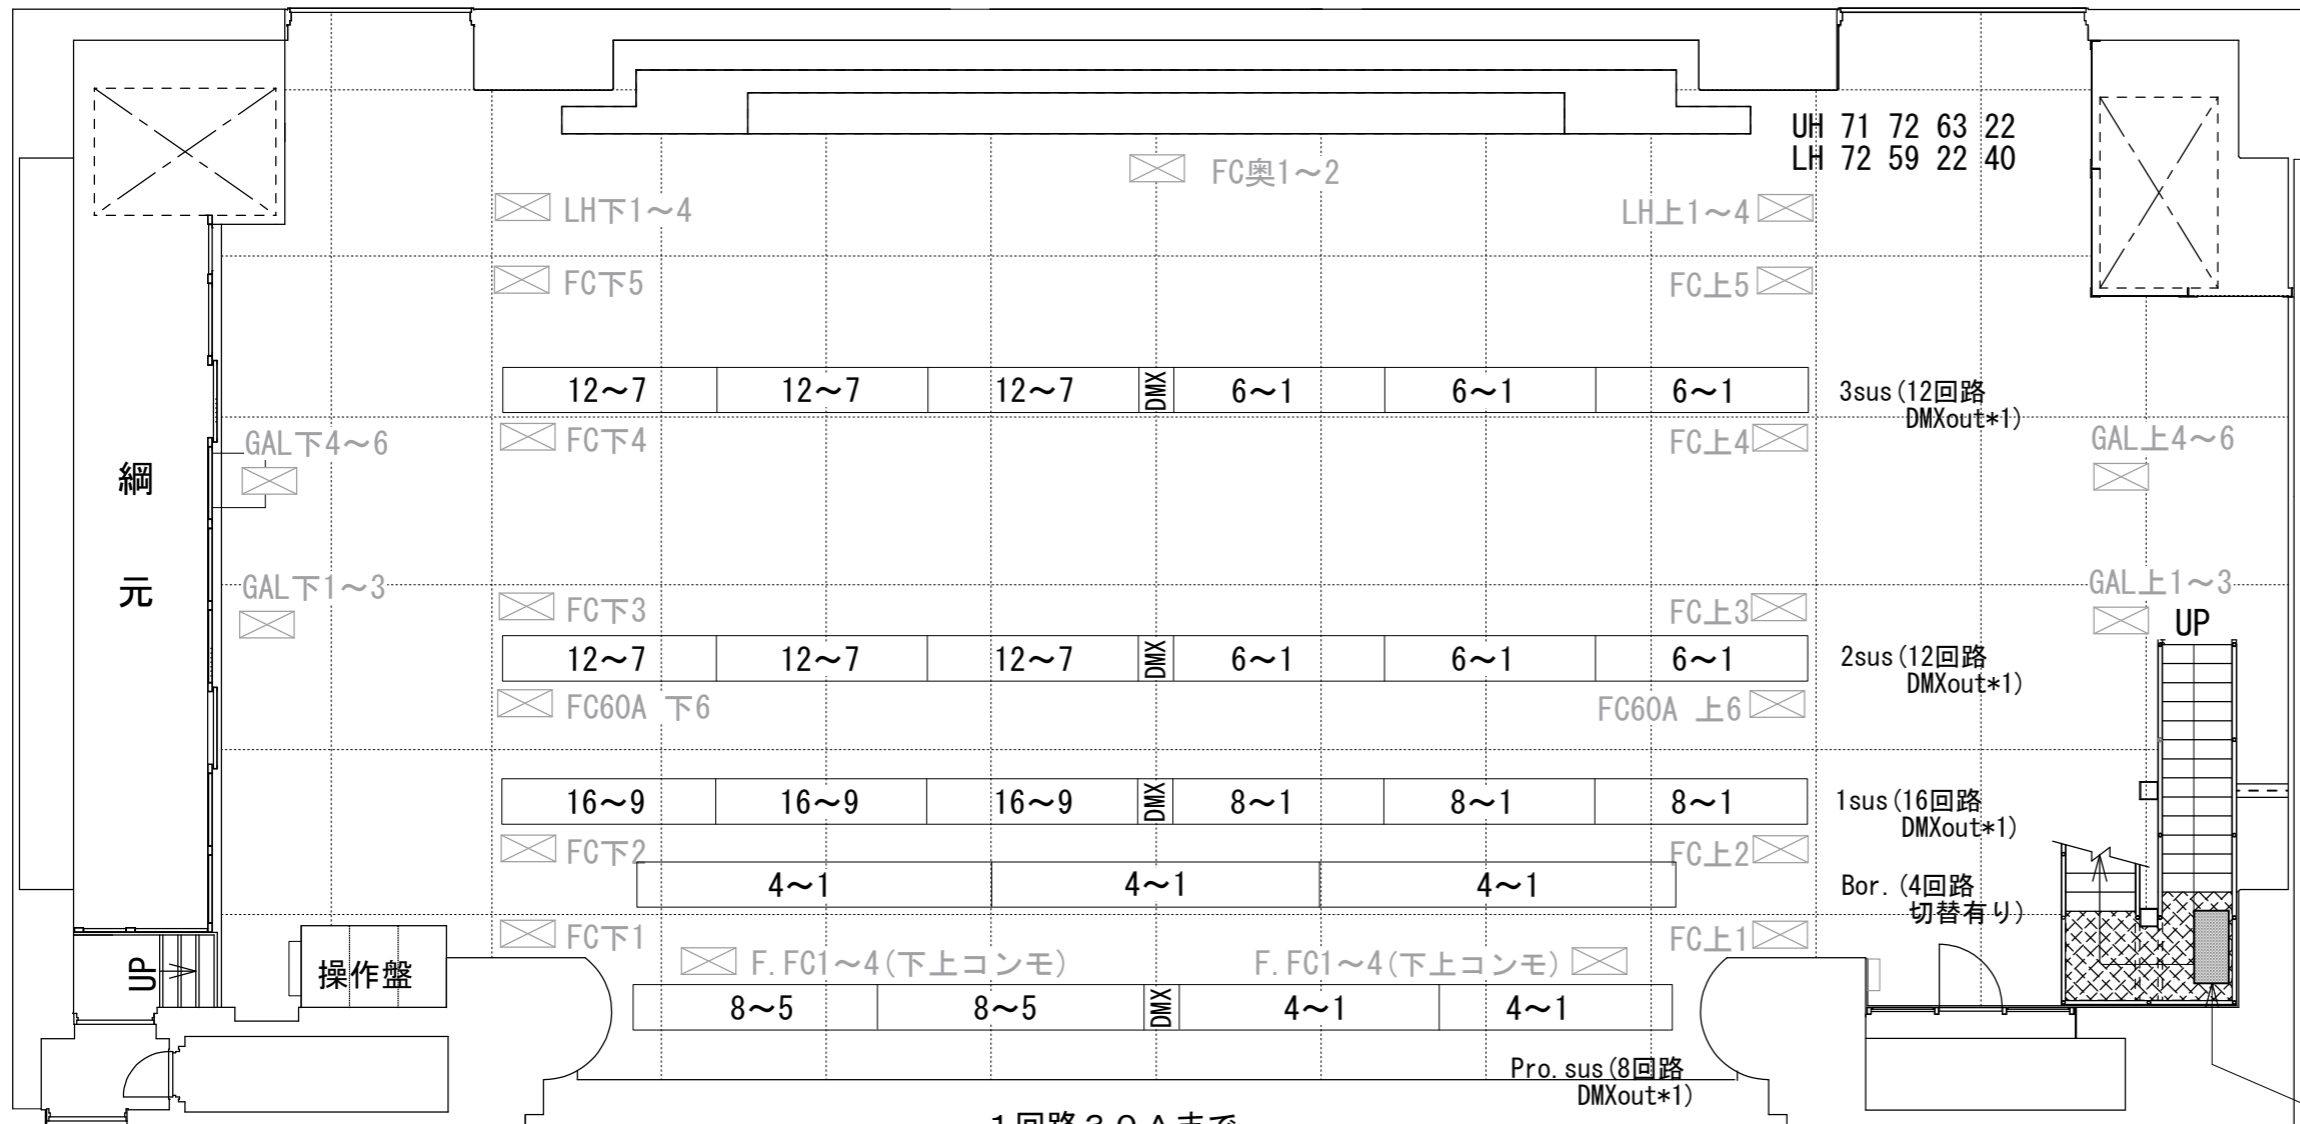 UH 71 72 63 22
LH 72 59 22 40
FC奥1～2
LH下1～4
LH上1～4
FC下5
FC上5
12～7 12～7 12～7 DMX 6～1 6～1 6～1
3sus(12回路
DMXout*1)
FC下4
FC上4
GAL下4～6
GAL上4～6
綱
元
GAL下1～3
GAL上1～3
FC下3
FC上3
UP
12～7 12～7 12～7 DMX 6～1 6～1 6～1
2sus(12回路
DMXout*1)
FC60A 下6
FC60A 上6
16～9 16～9 16～9 DMX 8～1 8～1 8～1
1sus(16回路
DMXout*1)
FC下2
FC上2
4～1 4～1 4～1
Bor.(4回路
切替有り)
FC下1
FC上1
F.FC1～4(下上コンモ)
F.FC1～4(下上コンモ)
UP
操作盤
8～5 8～5 DMX 4～1 4～1
Pro.sus(8回路
DMXout*1)
1回路30Aまで